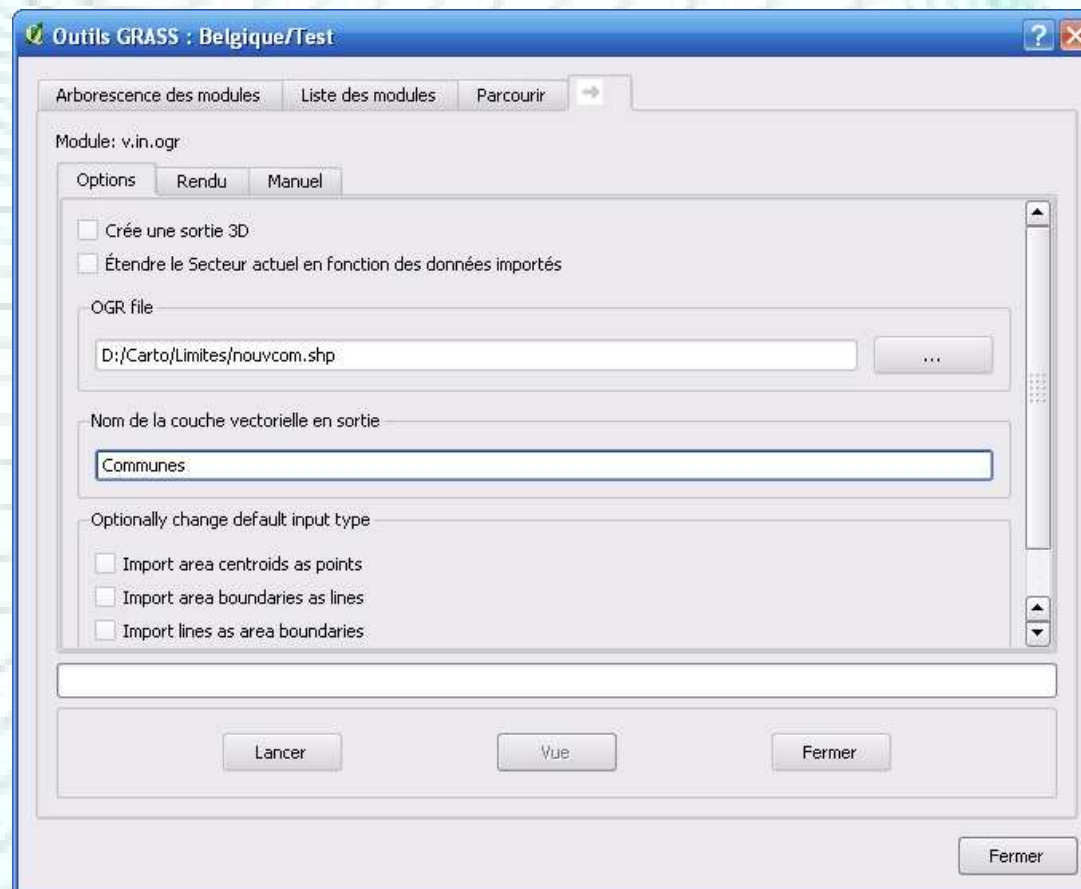 Outils GRASS : Belgique/Test
Arborescence des modules Liste des modules Parcourir
Module: v.in.ogr
Options Rendu Manuel
Crée une sortie 3D
Étendre le Secteur actuel en fonction des données importés
OGR file
D:/Carto/Limites/nouvcom.shp ...
Nom de la couche vectorielle en sortie
Communes
Optionally change default input type
Import area centroids as points
Import area boundaries as lines
Import lines as area boundaries
Lancer Vue Fermer
Fermer